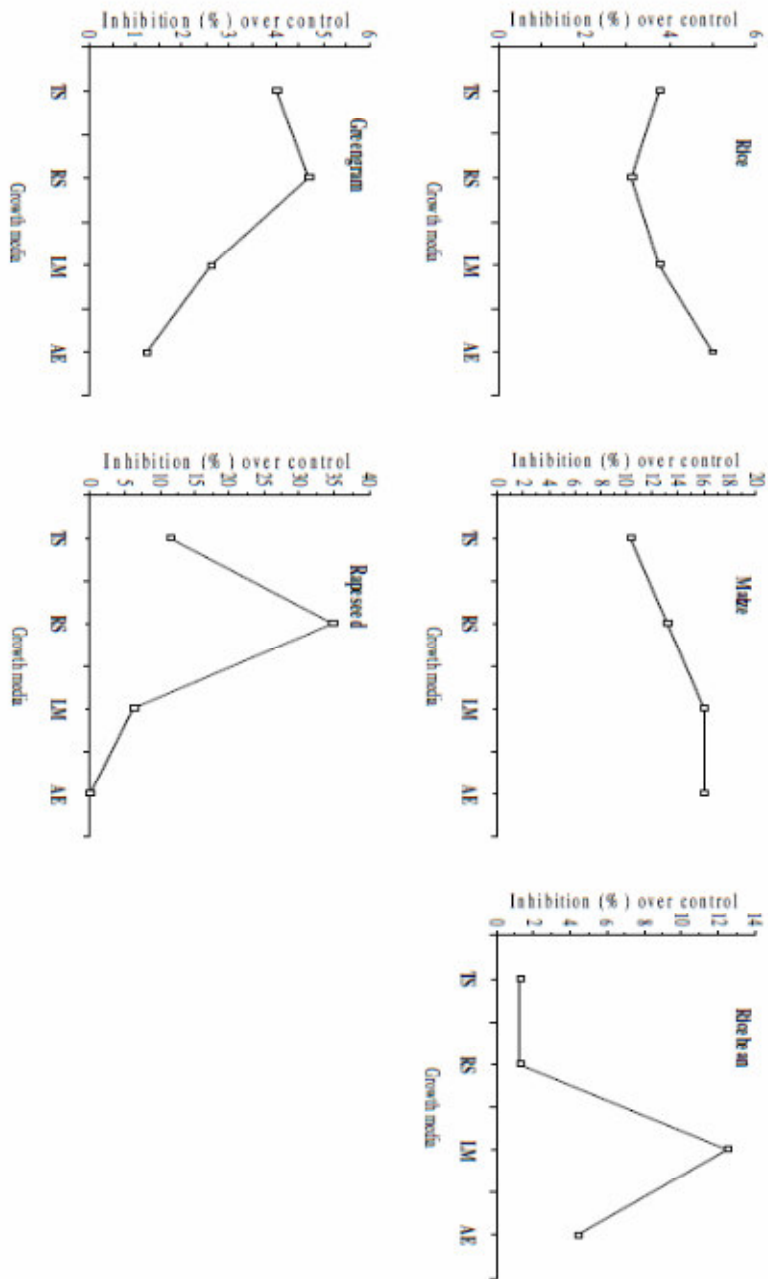 Rice
Inhibition (%) over control
6
4
2
0
TS RS LM AE
Growth media
Maize
Inhibition (%) over control
20
18
16
14
12
10
8
6
4
2
0
TS RS LM AE
Growth media
Ricebean
Inhibition (%) over control
14
12
10
8
6
4
2
0
TS RS LM AE
Growth media
Greengram
Inhibition (%) over control
6
5
4
3
2
1
0
TS RS LM AE
Growth media
Rapeseed
Inhibition (%) over control
40
35
30
25
20
15
10
5
0
TS RS LM AE
Growth media